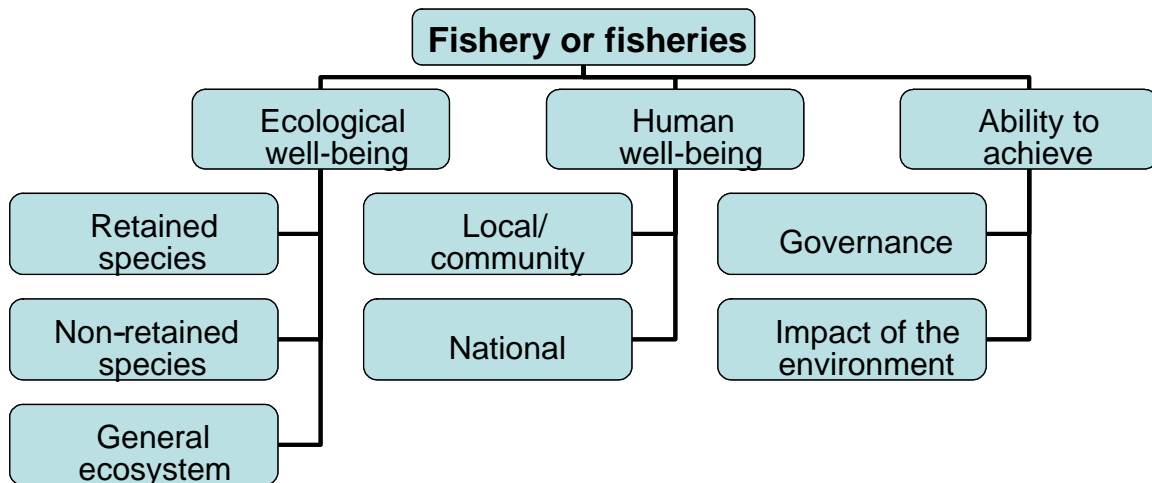 Fishery or fisheries
Ecological
well-being
Human
well-being
Ability to
achieve
Retained
species
Local/
community
Governance
Non-retained
species
National
Impact of the
environment
General
ecosystem